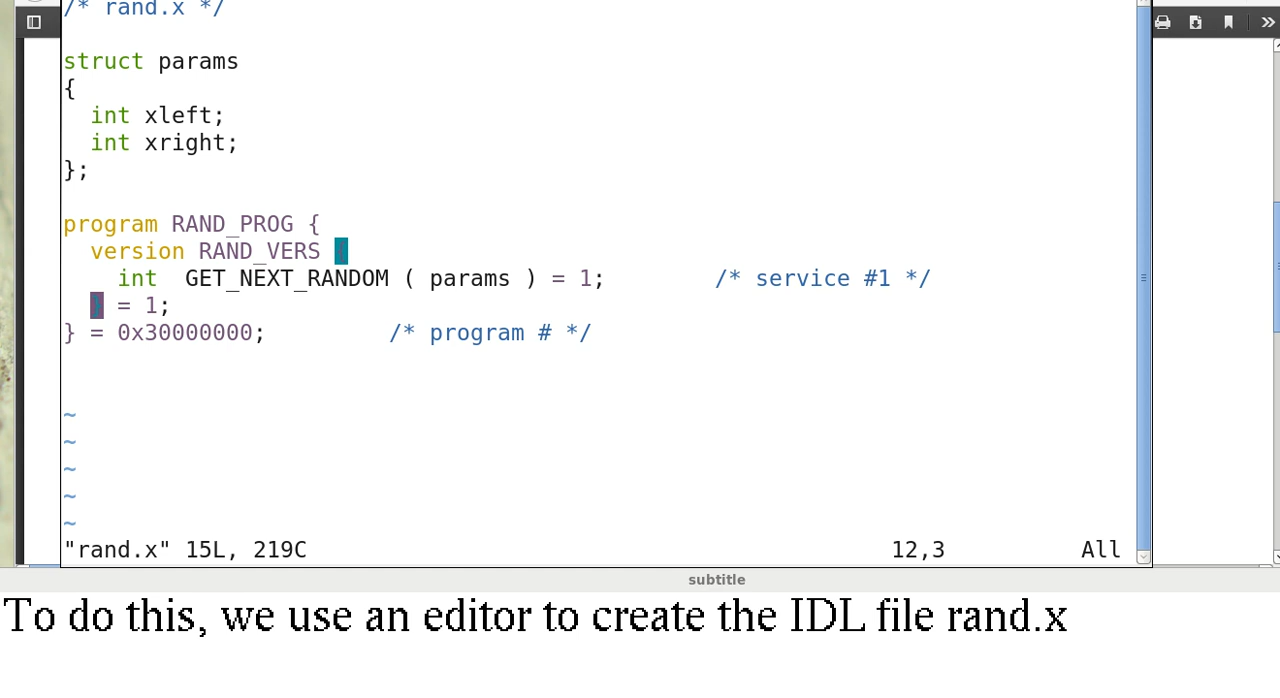 /* rand.x */
struct params
{
  int xleft;
  int xright;
};
program RAND_PROG {
  version RAND_VERS {
    int  GET_NEXT_RANDOM ( params ) = 1;        /* service #1 */
  } = 1;
} = 0x30000000;         /* program # */
~
~
~
~
~
"rand.x" 15L, 219C 12,3 All
subtitle
To do this, we use an editor to create the IDL file rand.x